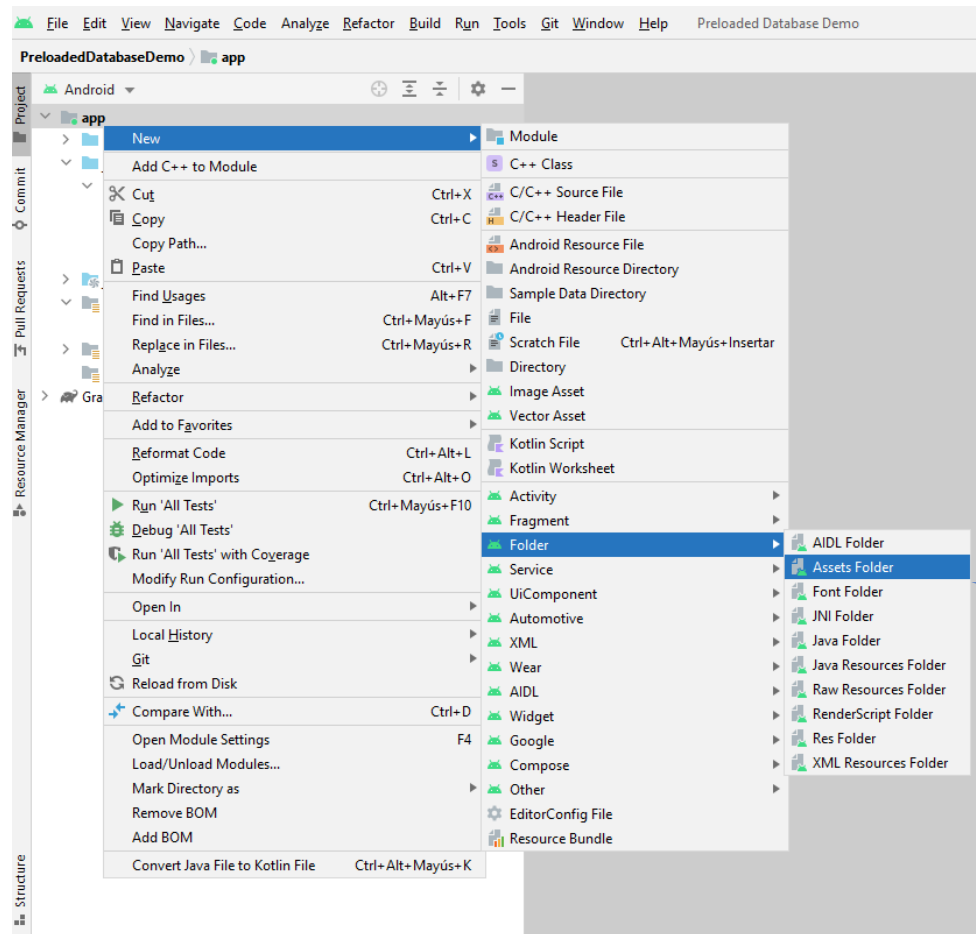 File Edit View Navigate Code Analyze Refactor Build Run Tools Git Window Help Preloaded Database Demo
PreloadedDatabaseDemo app
Project
Commit
Pull Requests
Resource Manager
Structure
Android
app
Gra
New
Add C++ to Module
Cut Ctrl+X
Copy Ctrl+C
Copy Path...
Paste Ctrl+V
Find Usages Alt+F7
Find in Files... Ctrl+Mayús+F
Replace in Files... Ctrl+Mayús+R
Analyze
Refactor
Add to Favorites
Reformat Code Ctrl+Alt+L
Optimize Imports Ctrl+Alt+O
Run 'All Tests' Ctrl+Mayús+F10
Debug 'All Tests'
Run 'All Tests' with Coverage
Modify Run Configuration...
Open In
Local History
Git
Reload from Disk
Compare With... Ctrl+D
Open Module Settings F4
Load/Unload Modules...
Mark Directory as
Remove BOM
Add BOM
Convert Java File to Kotlin File Ctrl+Alt+Mayús+K
Module
S C++ Class
C++ C/C++ Source File
H C/C++ Header File
Android Resource File
Android Resource Directory
Sample Data Directory
File
Scratch File Ctrl+Alt+Mayús+Insertar
Directory
Image Asset
Vector Asset
Kotlin Script
Kotlin Worksheet
Activity
Fragment
Folder
Service
UiComponent
Automotive
XML
Wear
AIDL
Widget
Google
Compose
Other
EditorConfig File
Resource Bundle
AIDL Folder
Assets Folder
Font Folder
JNI Folder
Java Folder
Java Resources Folder
Raw Resources Folder
RenderScript Folder
Res Folder
XML Resources Folder